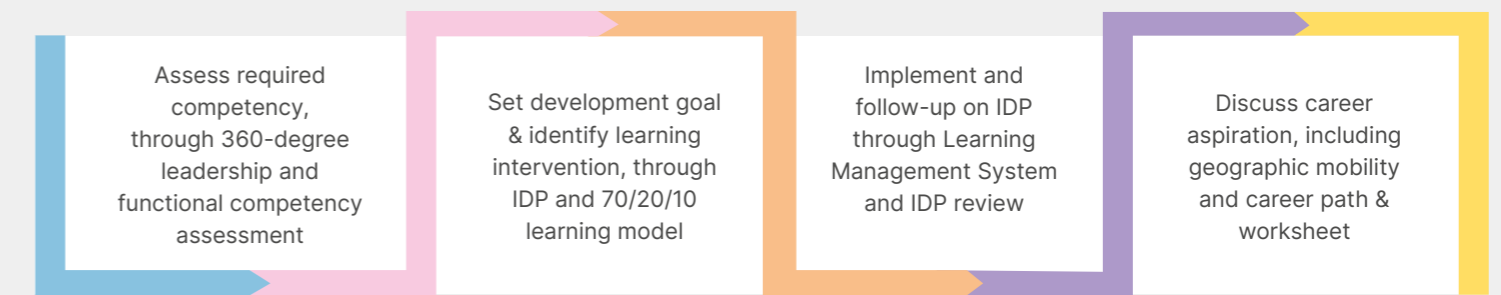 Assess required
competency,
through 360-degree
leadership and
functional competency
assessment
Set development goal
& identify learning
intervention, through
IDP and 70/20/10
learning model
Implement and
follow-up on IDP
through Learning
Management System
and IDP review
Discuss career
aspiration, including
geographic mobility
and career path &
worksheet